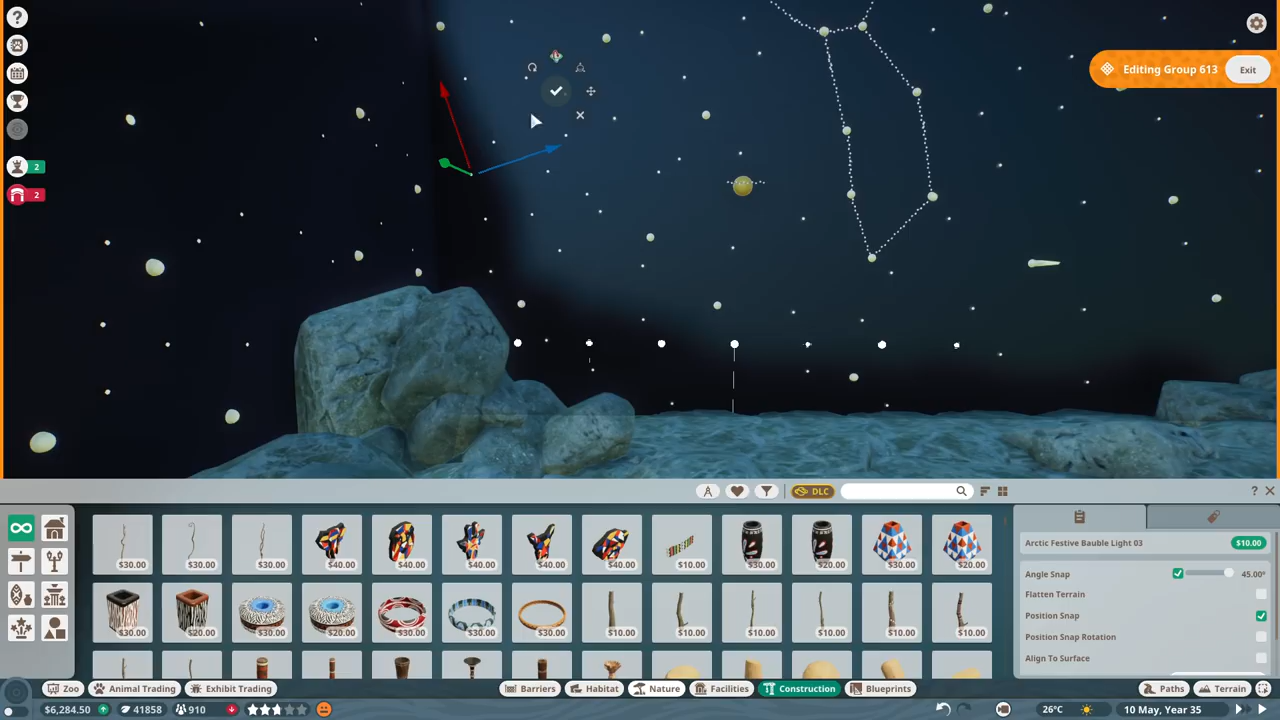 ?
Editing Group 613
Exit
2
2
DLC
?
$30.00
$30.00
$30.00
$40.00
$40.00
$40.00
$40.00
$40.00
$10.00
$30.00
$20.00
$30.00
$20.00
Arctic Festive Bauble Light 03
$10.00
Angle Snap
45.00°
Flatten Terrain
Position Snap
Position Snap Rotation
Align To Surface
$30.00
$20.00
$30.00
$20.00
$30.00
$30.00
$30.00
$10.00
$10.00
$10.00
$10.00
$10.00
$10.00
Zoo
Animal Trading
Exhibit Trading
Barriers
Habitat
Nature
Facilities
Construction
Blueprints
Paths
Terrain
$6,284.50
41858
910
26°C
10 May, Year 35